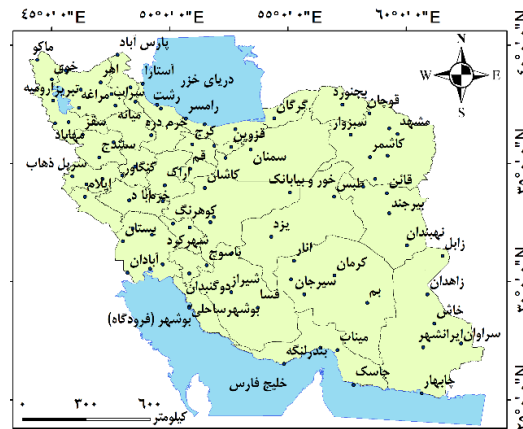 ۴۵°۰'۰"E ۵۰°۰'۰"E ۵۵°۰'۰"E ۶۰°۰'۰"E
N
W E
S
ماکو
پارس آباد
خوی
اهر
آستارا
دریای خزر
تبریز
ارومیه
سراب
مراغه
میانه
رشت
رامسر
گرگان
بجنورد
قوچان
مشهد
سبزوار
مهاباد
سقز
خرم دره
کرج
قزوین
سمنان
کاشمر
سنندج
قم
سرپل ذهاب
کنگاور
اراک
کاشان
خور و بیابانک
طبس
قائن
ایلام
خرم آباد
بیرجند
کوهرنگ
یزد
نهبندان
زابل
بستان
شهرکرد
یاسوج
انار
آبادان
دوگنبدان
شیراز
سیرجان
کرمان
زاهدان
فسا
بم
بوشهر (فرودگاه)
بوشهرساحلی
خاش
سراوان
ایرانشهر
بندرلنگه
میناب
خلیج فارس
جاسک
چابهار
۰ ۳۰۰ ۶۰۰
کیلومتر